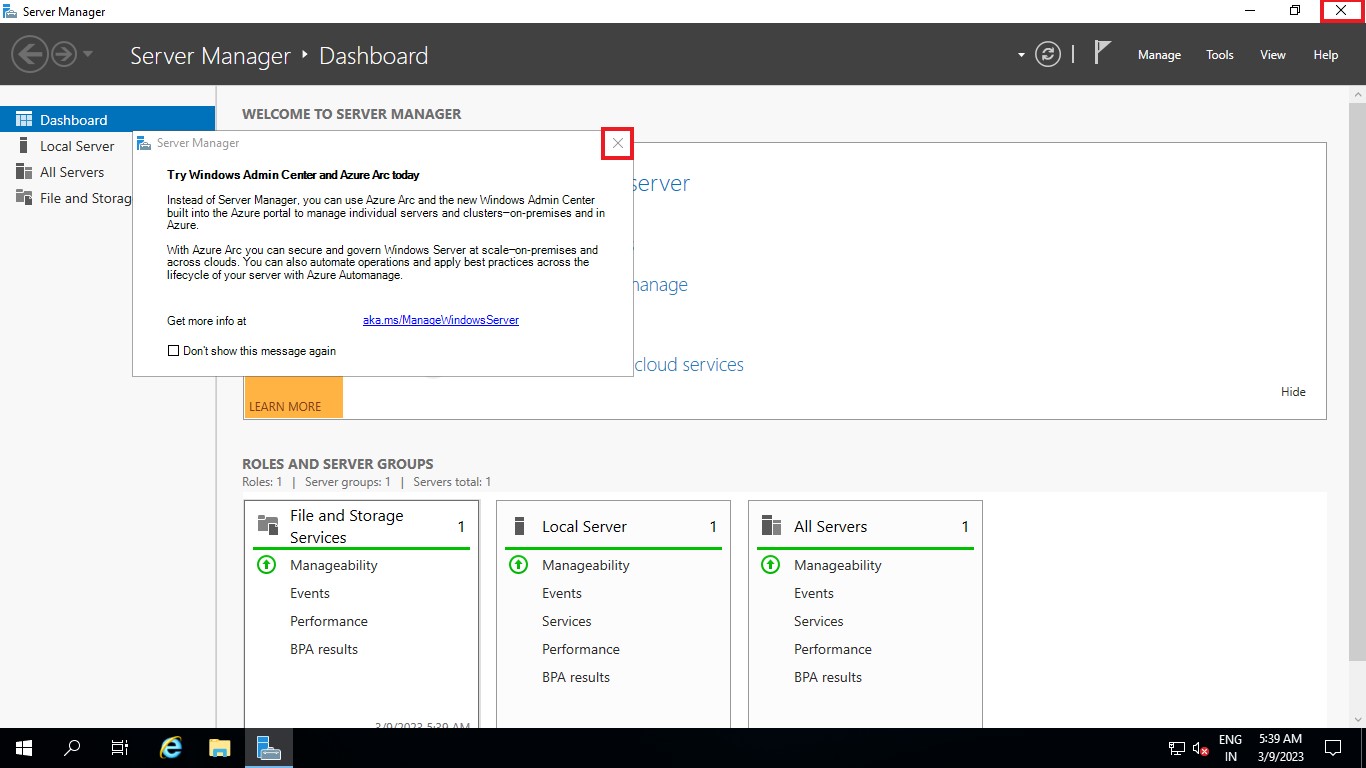 Server Manager
Server Manager ‣ Dashboard
Manage Tools View Help
Dashboard
Local Server
All Servers
File and Storag
WELCOME TO SERVER MANAGER
Server Manager
Try Windows Admin Center and Azure Arc today
Instead of Server Manager, you can use Azure Arc and the new Windows Admin Center
built into the Azure portal to manage individual servers and clusters–on-premises and in
Azure.
With Azure Arc you can secure and govern Windows Server at scale–on-premises and
across clouds. You can also automate operations and apply best practices across the
lifecycle of your server with Azure Automanage.
Get more info at aka.ms/ManageWindowsServer
Don't show this message again
server
manage
cloud services
LEARN MORE
Hide
ROLES AND SERVER GROUPS
Roles: 1 | Server groups: 1 | Servers total: 1
File and Storage
Services
1
Manageability
Events
Performance
BPA results
3/9/2023 5:39 AM
Local Server 1
Manageability
Events
Services
Performance
BPA results
All Servers 1
Manageability
Events
Services
Performance
BPA results
ENG
IN
5:39 AM
3/9/2023